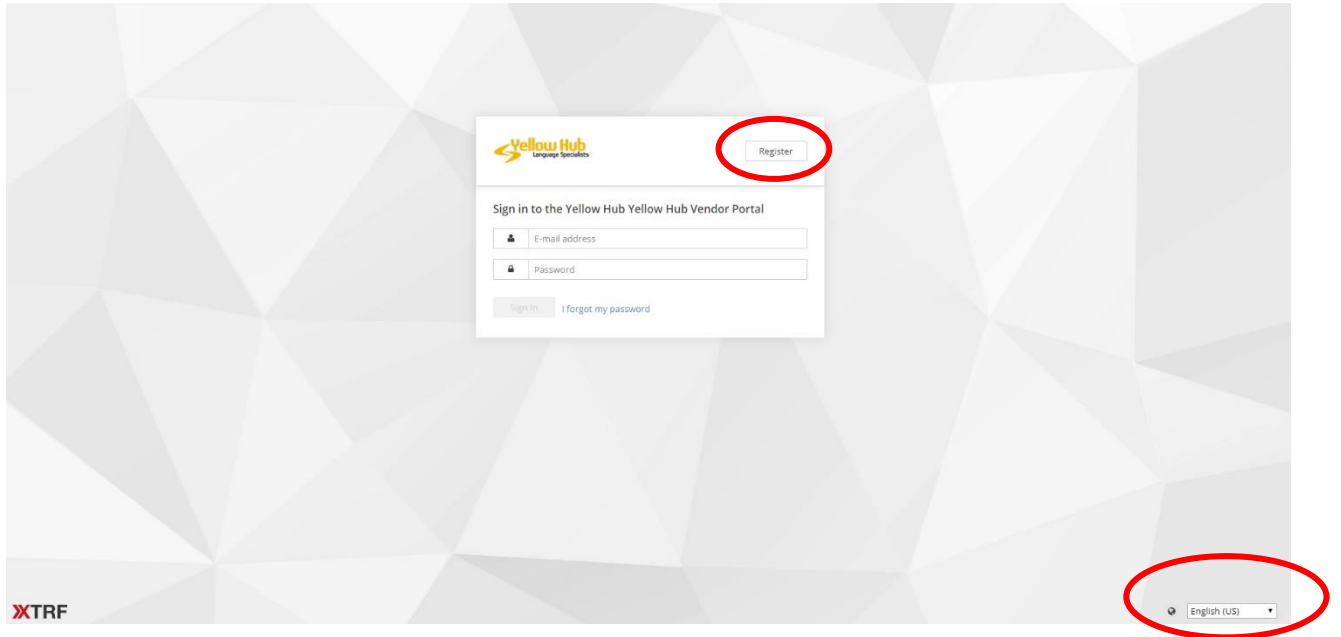 Yellow Hub
Language Specialists
Register
Sign in to the Yellow Hub Yellow Hub Vendor Portal
E-mail address
Password
Sign in
I forgot my password
XTRF
English (US)